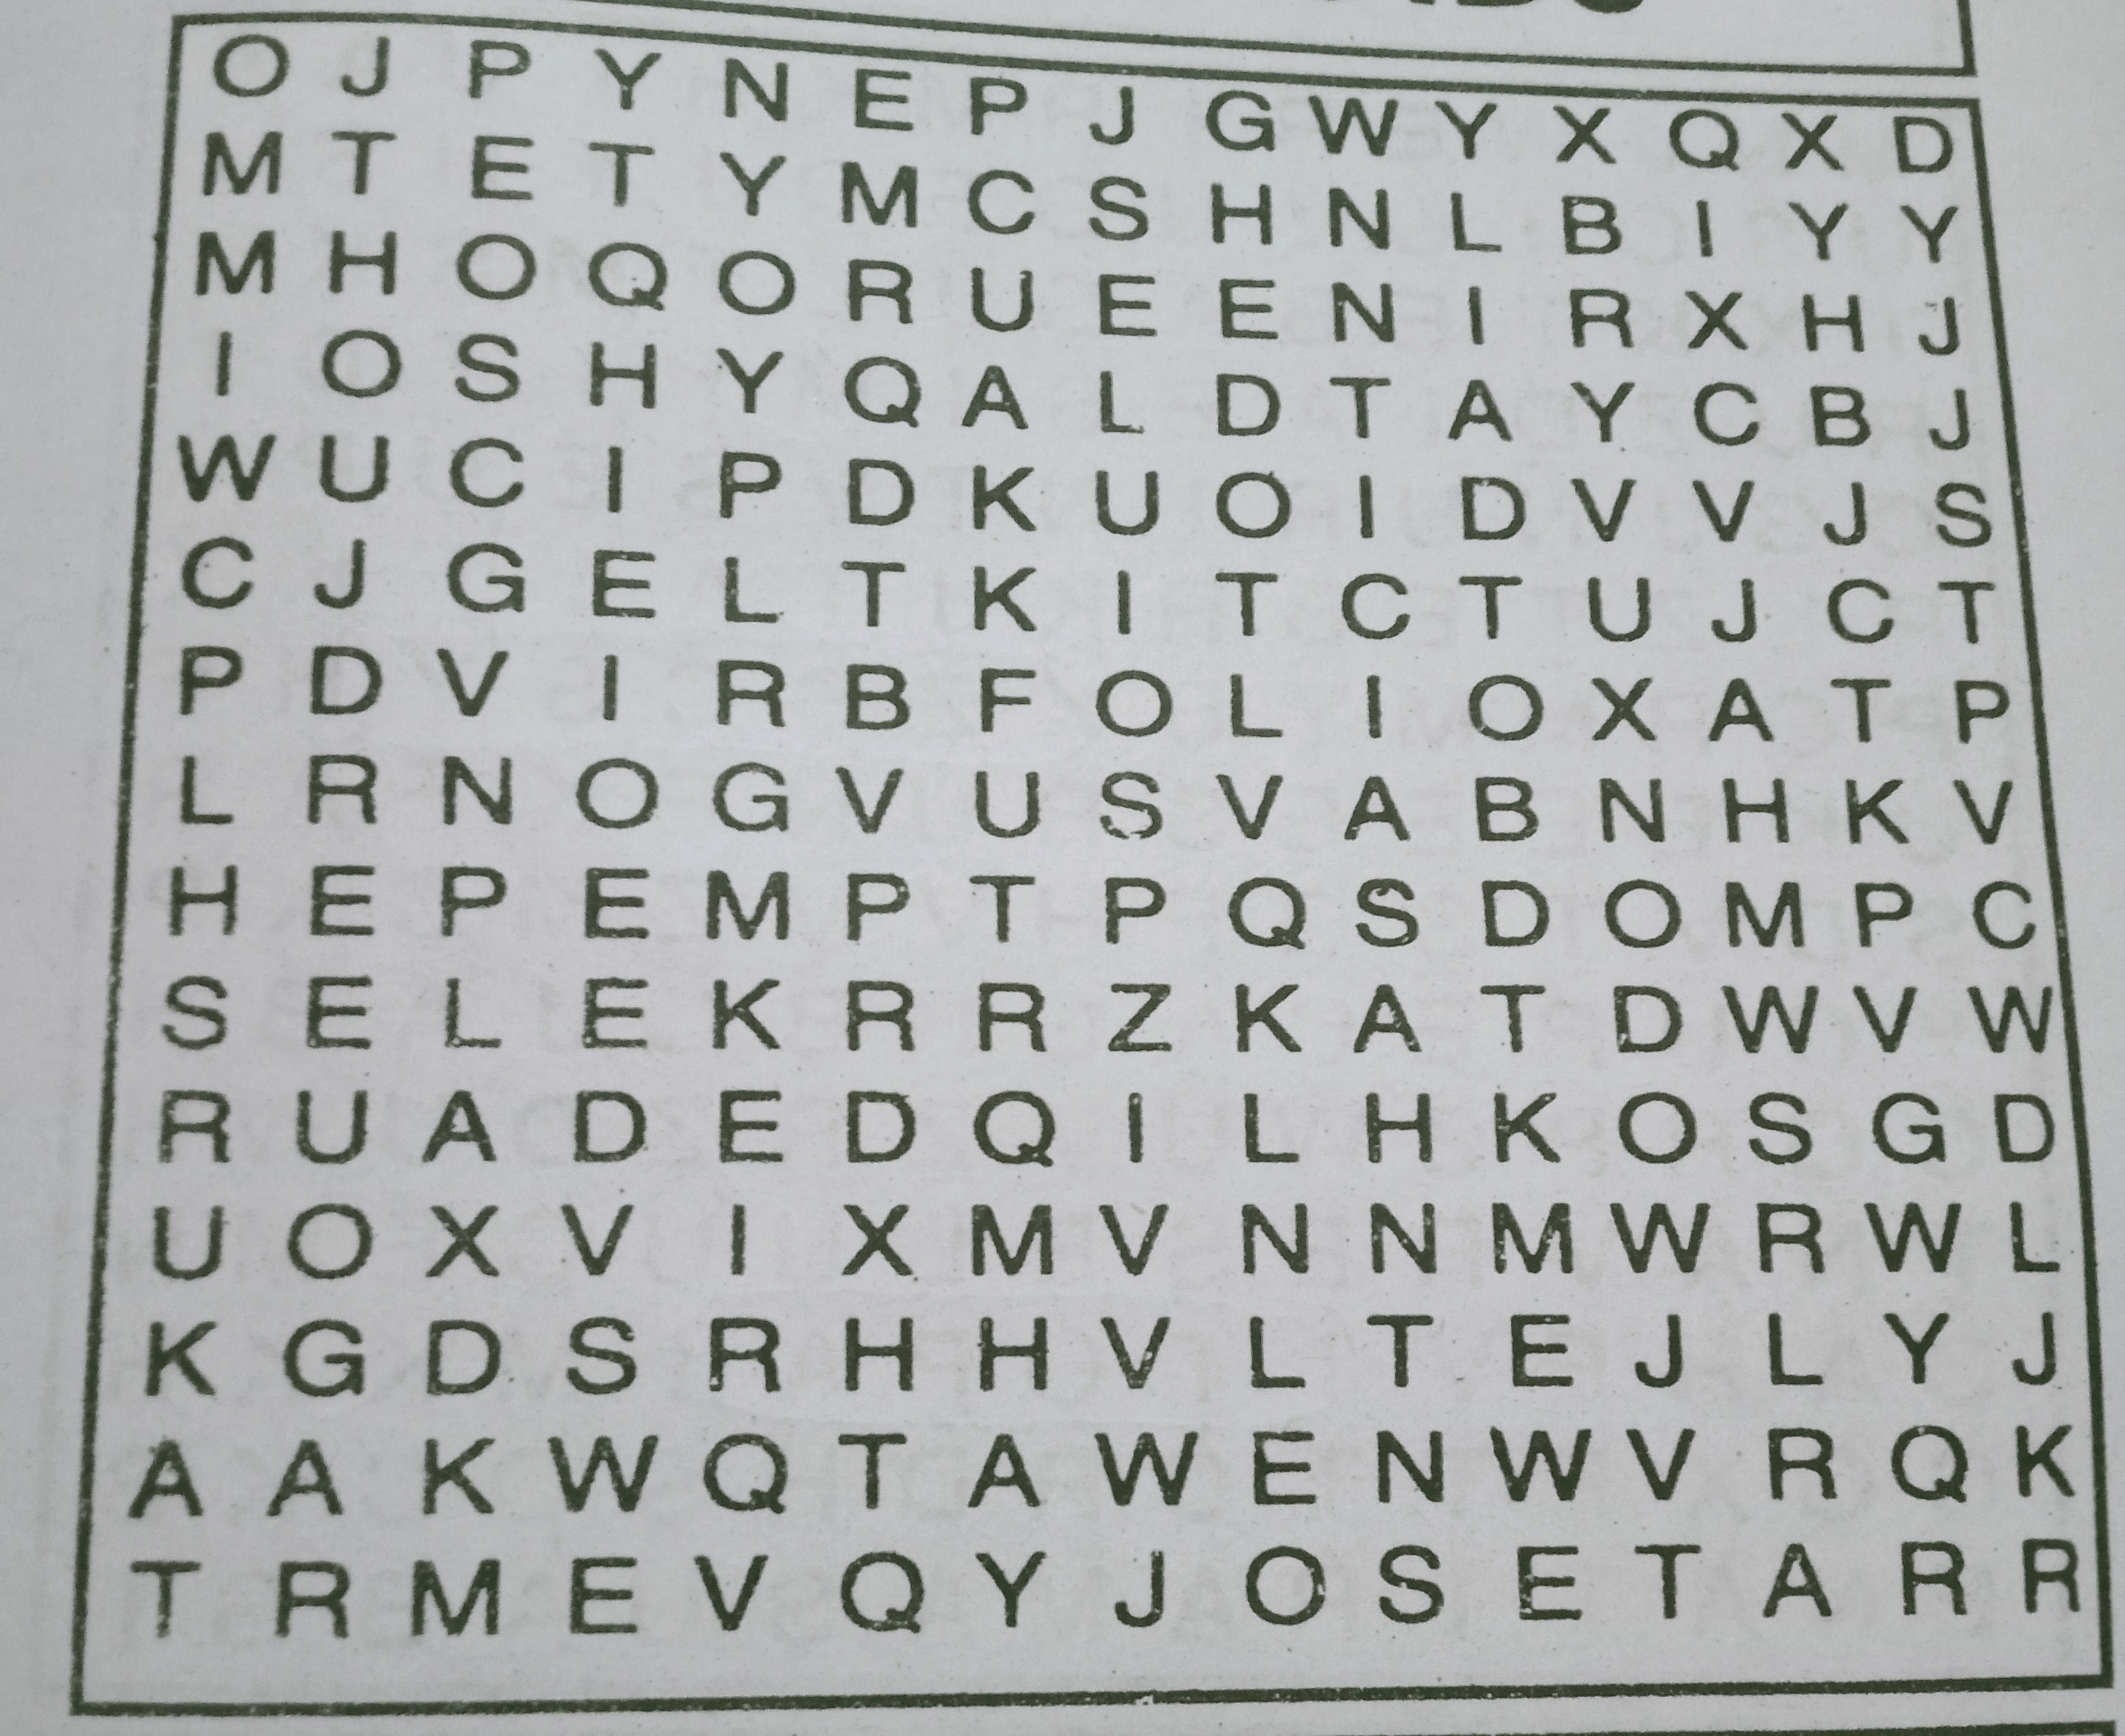 O J P Y N E P J G W Y X Q X D
M T E T Y M C S H N L B I Y Y
M H O Q O R U E E N I R X H J
I O S H Y Q A L D T A Y C B J
W U C I P D K U O I D V V J S
C J G E L T K I T C T U J C T
P D V I R B F O L I O X A T P
L R N O G V U S V A B N H K V
H E P E M P T P Q S D O M P C
S E L E K R R Z K A T D W V W
R U A D E D Q I L H K O S G D
U O X V I X M V N N M W R W L
K G D S R H H V L T E J L Y J
A A K W Q T A W E N W V R Q K
T R M E V Q Y J O S E T A R R